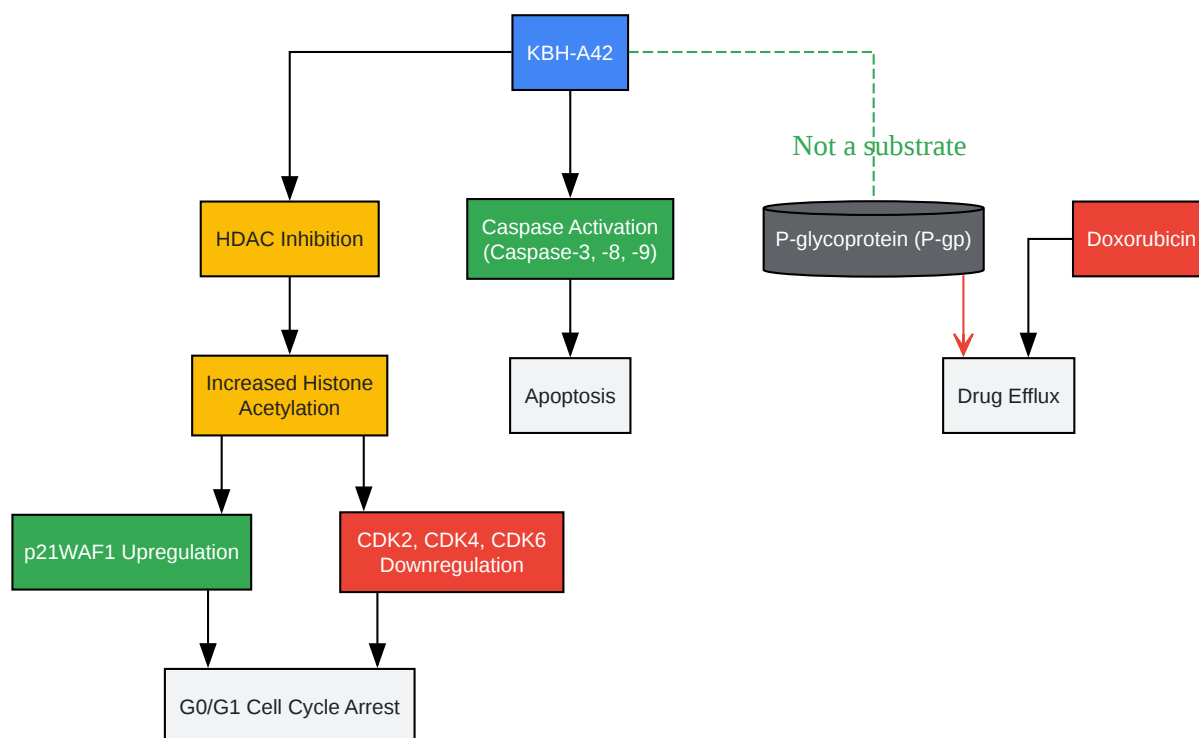 KBH-A42
Not a substrate
HDAC Inhibition
Caspase Activation
(Caspase-3, -8, -9)
P-glycoprotein (P-gp)
Doxorubicin
Increased Histone
Acetylation
Apoptosis
Drug Efflux
p21WAF1 Upregulation
CDK2, CDK4, CDK6
Downregulation
G0/G1 Cell Cycle Arrest